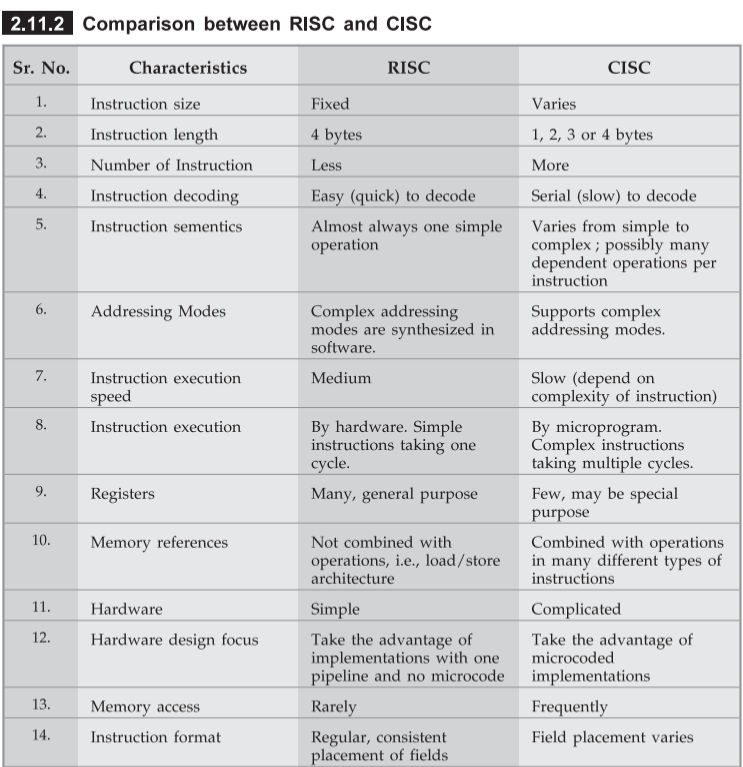 2.11.2 Comparison between RISC and CISC
Sr. No. Characteristics RISC CISC
1. Instruction size Fixed Varies
2. Instruction length 4 bytes 1, 2, 3 or 4 bytes
3. Number of Instruction Less More
4. Instruction decoding Easy (quick) to decode Serial (slow) to decode
5. Instruction sementics Almost always one simple Varies from simple to
operation complex ; possibly many
dependent operations per
instruction
6. Addressing Modes Complex addressing Supports complex
modes are synthesized in addressing modes.
software.
7. Instruction execution Medium Slow (depend on
speed complexity of instruction)
8. Instruction execution By hardware. Simple By microprogram.
instructions taking one Complex instructions
cycle. taking multiple cycles.
9. Registers Many, general purpose Few, may be special
purpose
10. Memory references Not combined with Combined with operations
operations, i.e., load/store in many different types of
architecture instructions
11. Hardware Simple Complicated
12. Hardware design focus Take the advantage of Take the advantage of
implementations with one microcoded
pipeline and no microcode implementations
13. Memory access Rarely Frequently
14. Instruction format Regular, consistent Field placement varies
placement of fields